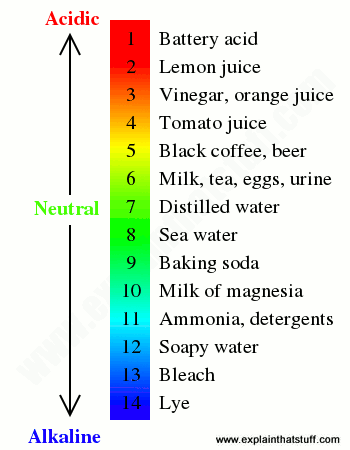 Acidic
1 Battery acid
2 Lemon juice
3 Vinegar, orange juice
4 Tomato juice
5 Black coffee, beer
6 Milk, tea, eggs, urine
Neutral 7 Distilled water
8 Sea water
9 Baking soda
10 Milk of magnesia
11 Ammonia, detergents
12 Soapy water
13 Bleach
14 Lye
Alkaline
www.explainthatstuff.com